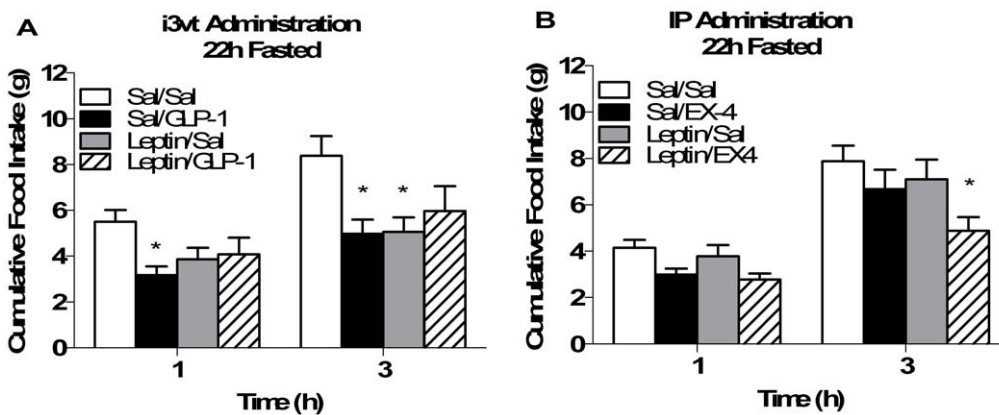 A
i3vt Administration
22h Fasted
Cumulative Food Intake (g)
12
10
8
6
4
2
0
Sal/Sal
Sal/GLP-1
Leptin/Sal
Leptin/GLP-1
*
*
*
1
3
Time (h)
B
IP Administration
22h Fasted
Cumulative Food Intake (g)
12
10
8
6
4
2
0
Sal/Sal
Sal/EX-4
Leptin/Sal
Leptin/EX4
*
1
3
Time (h)